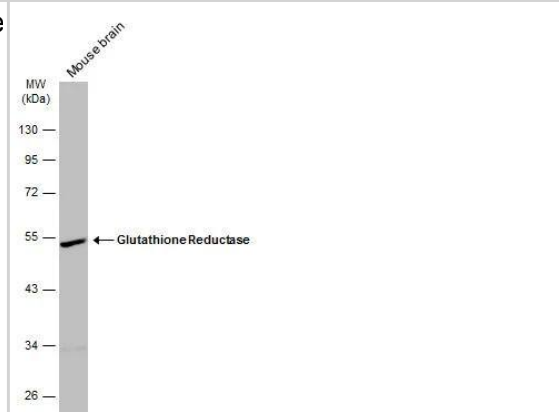 e
Mouse brain
MW
(kDa)
130
95
72
55
Glutathione Reductase
43
34
26